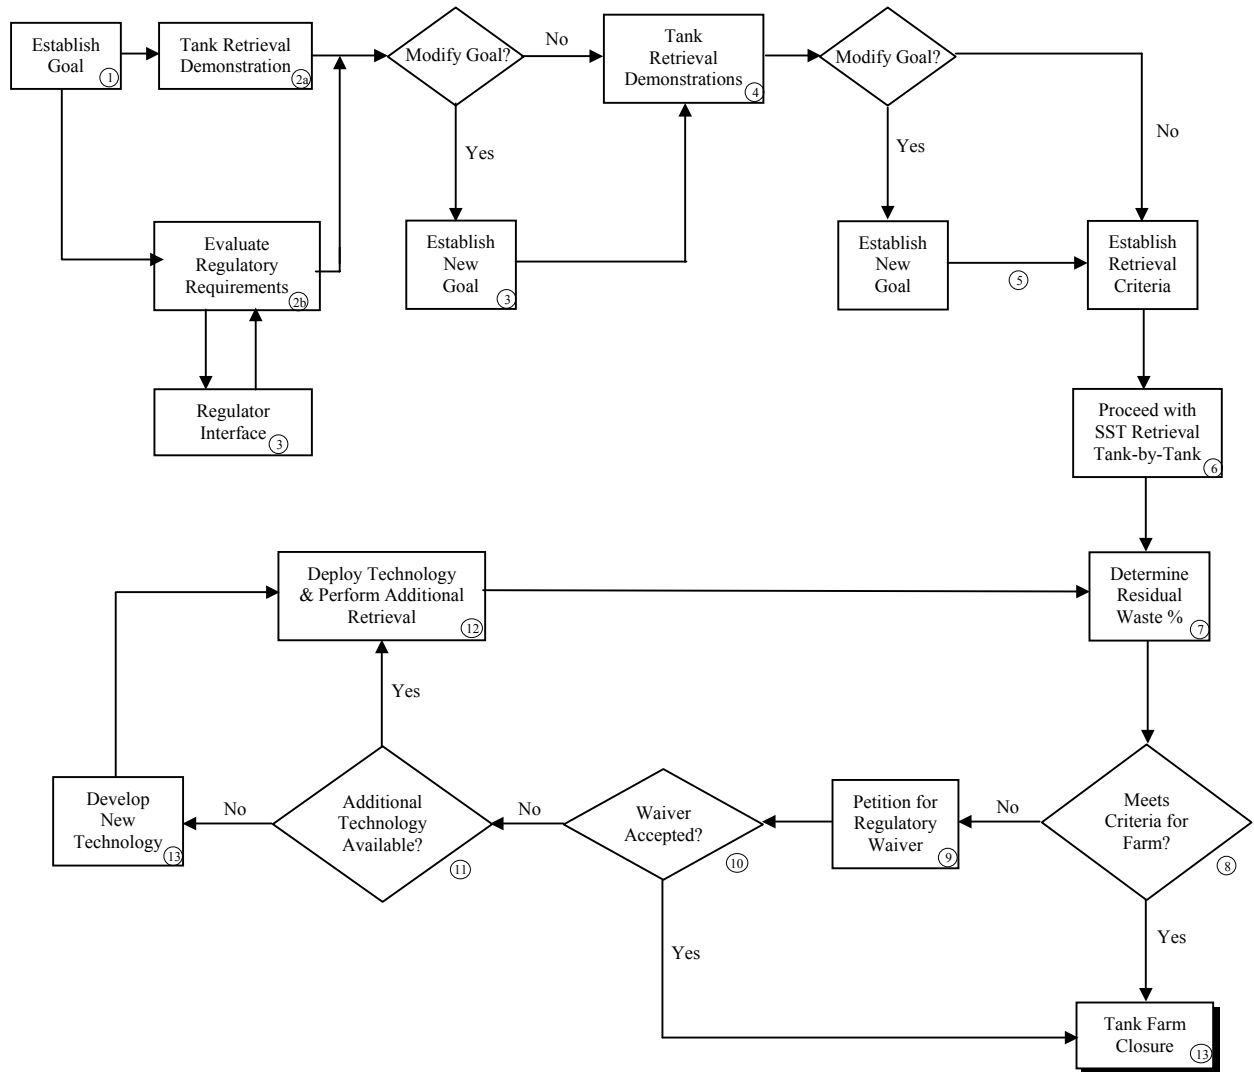 Establish
Goal
1
Tank Retrieval
Demonstration
2a
Modify Goal?
No
Yes
Tank
Retrieval
Demonstrations
4
Modify Goal?
No
Yes
Evaluate
Regulatory
Requirements
2b
Establish
New
Goal
3
Establish
New
Goal
5
Establish
Retrieval
Criteria
Regulator
Interface
3
Proceed with
SST Retrieval
Tank-by-Tank
6
Deploy Technology
& Perform Additional
Retrieval
12
Determine
Residual
Waste %
7
Yes
Develop
New
Technology
13
No
Additional
Technology
Available?
11
No
Waiver
Accepted?
10
Petition for
Regulatory
Waiver
9
No
Meets
Criteria for
Farm?
8
Yes
Yes
Tank Farm
Closure
13